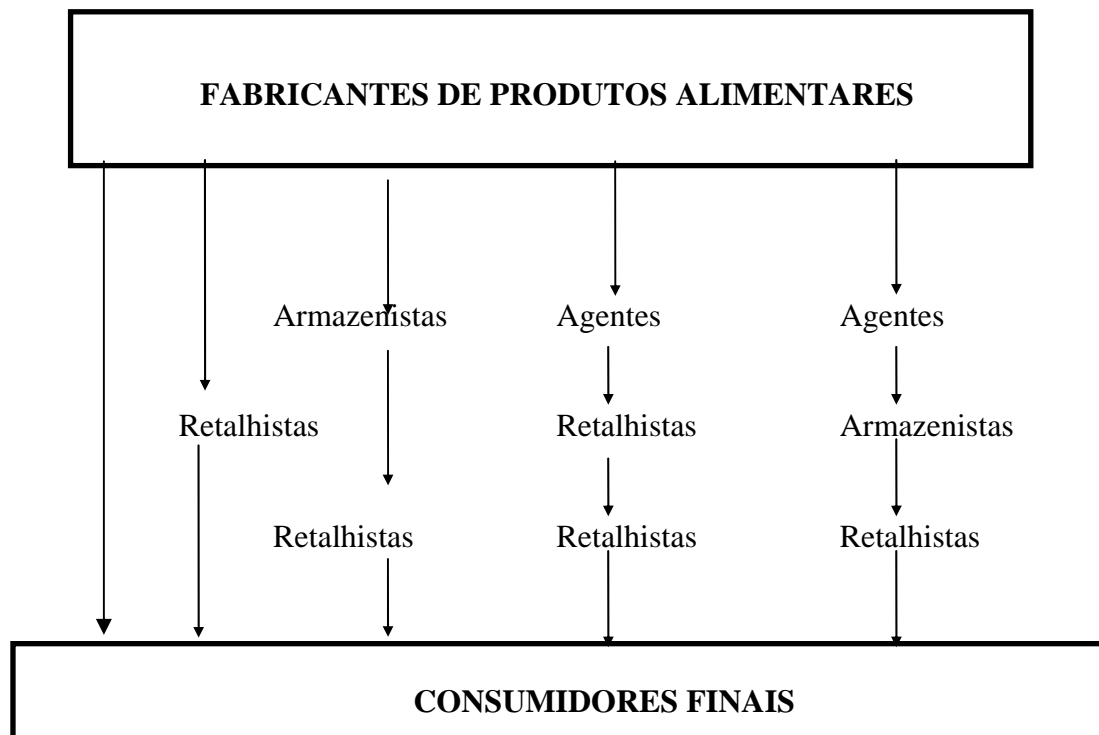 FABRICANTES DE PRODUTOS ALIMENTARES
Armazenistas Agentes Agentes
Retalhistas Retalhistas Armazenistas
Retalhistas Retalhistas Retalhistas
CONSUMIDORES FINAIS